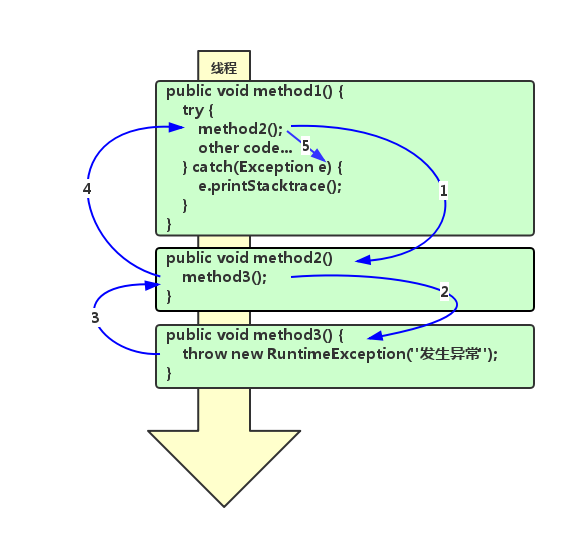 线程
public void method1() {
try {
method2();
other code...
} catch(Exception e) {
e.printStacktrace();
}
}
5
1
4
public void method2()
method3();
}
2
3
public void method3() {
throw new RuntimeException("发生异常");
}